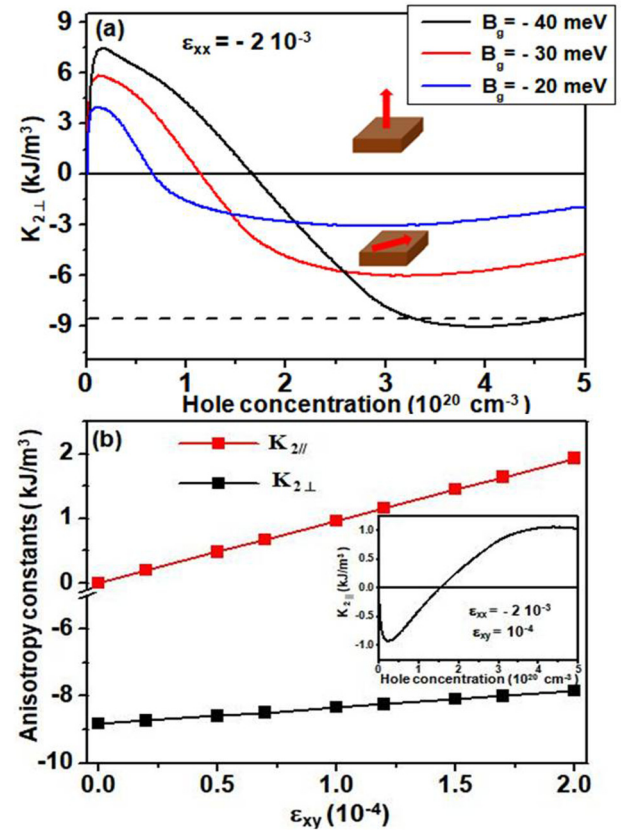 (a)
εxx = - 2 10⁻³
Bg = - 40 meV
Bg = - 30 meV
Bg = - 20 meV
K2⊥ (kJ/m³)
9
6
3
0
-3
-6
-9
0 1 2 3 4 5
Hole concentration (10²⁰ cm⁻³)
(b)
K2//
K2⊥
Anisotropy constants (kJ/m³)
2
1
0
-6
-8
-10
K2|| (kJ/m³)
1.0
0.5
0.0
-0.5
-1.0
εxx = - 2 10⁻³
εxy = 10⁻⁴
0 1 2 3 4 5
Hole concentration (10²⁰ cm⁻³)
0.0 0.5 1.0 1.5 2.0
εxy (10⁻⁴)